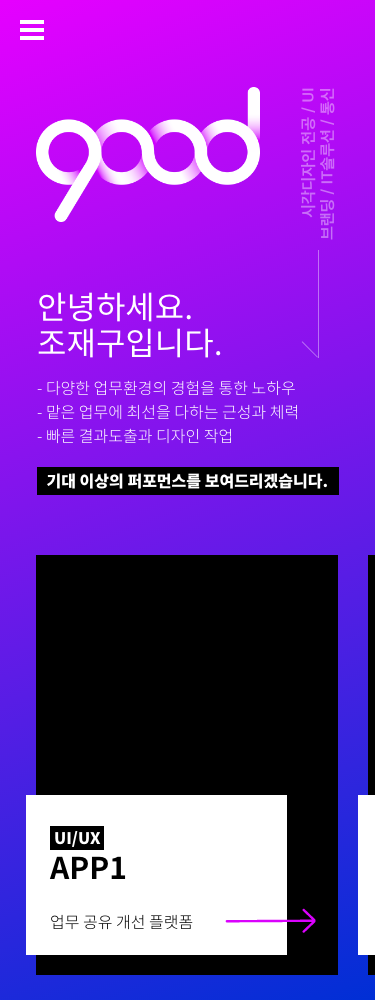 good
시각디자인 전공 / UI
브랜딩 / IT솔루션 / 통신
안녕하세요.
조재구입니다.
- 다양한 업무환경의 경험을 통한 노하우
- 맡은 업무에 최선을 다하는 근성과 체력
- 빠른 결과도출과 디자인 작업
기대 이상의 퍼포먼스를 보여드리겠습니다.
UI/UX
APP1
업무 공유 개선 플랫폼